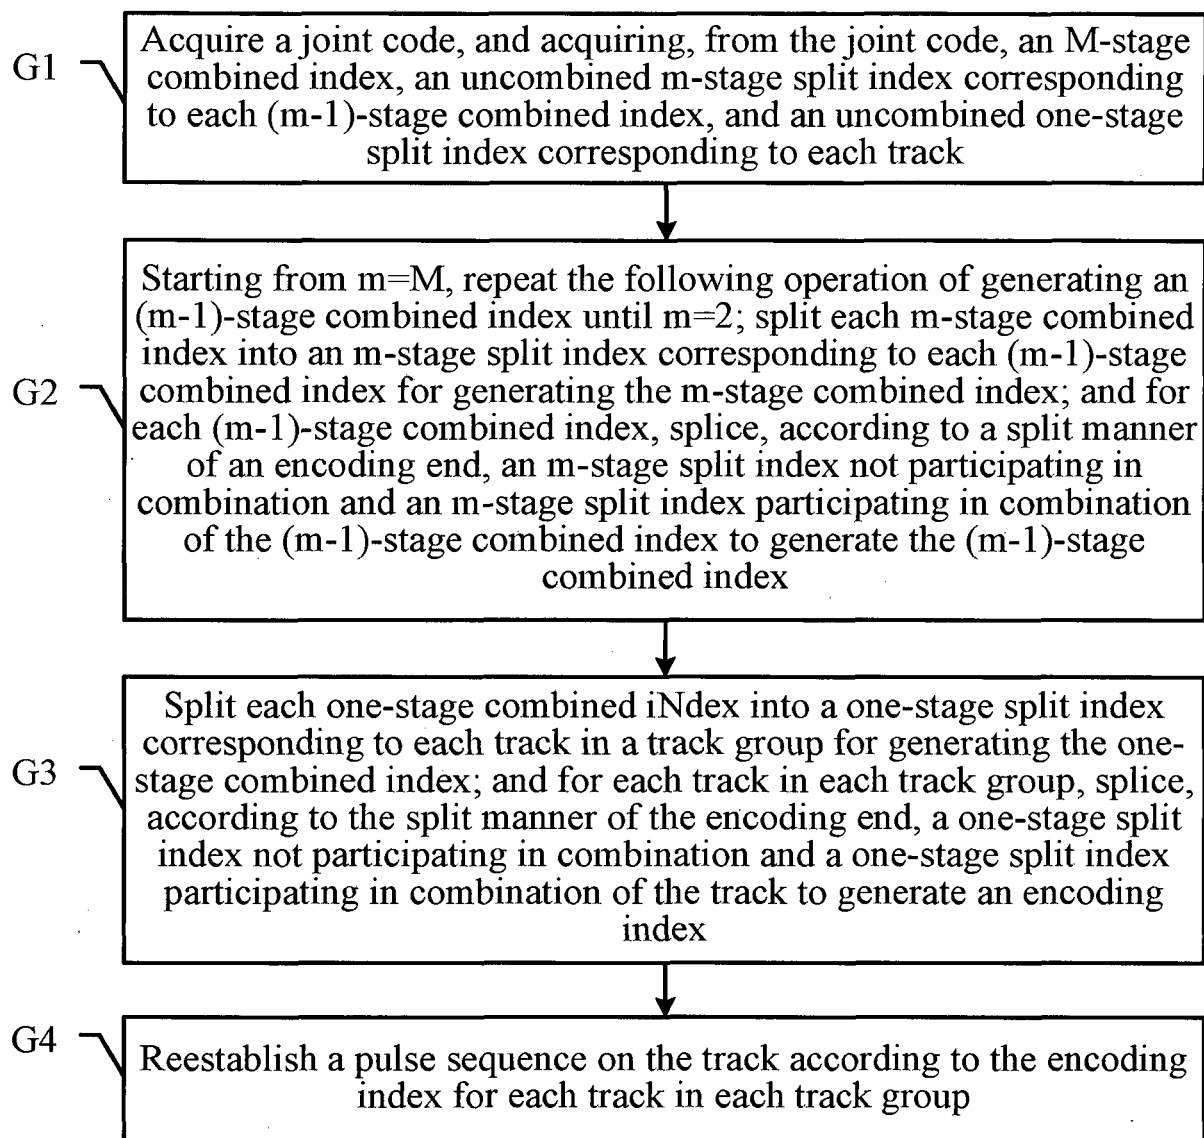 G1
Acquire a joint code, and acquiring, from the joint code, an M-stage
combined index, an uncombined m-stage split index corresponding
to each (m-1)-stage combined index, and an uncombined one-stage
split index corresponding to each track
G2
Starting from m=M, repeat the following operation of generating an
(m-1)-stage combined index until m=2; split each m-stage combined
index into an m-stage split index corresponding to each (m-1)-stage
combined index for generating the m-stage combined index; and for
each (m-1)-stage combined index, splice, according to a split manner
of an encoding end, an m-stage split index not participating in
combination and an m-stage split index participating in combination
of the (m-1)-stage combined index to generate the (m-1)-stage
combined index
G3
Split each one-stage combined iNdex into a one-stage split index
corresponding to each track in a track group for generating the one-
stage combined index; and for each track in each track group, splice,
according to the split manner of the encoding end, a one-stage split
index not participating in combination and a one-stage split index
participating in combination of the track to generate an encoding
index
G4
Reestablish a pulse sequence on the track according to the encoding
index for each track in each track group